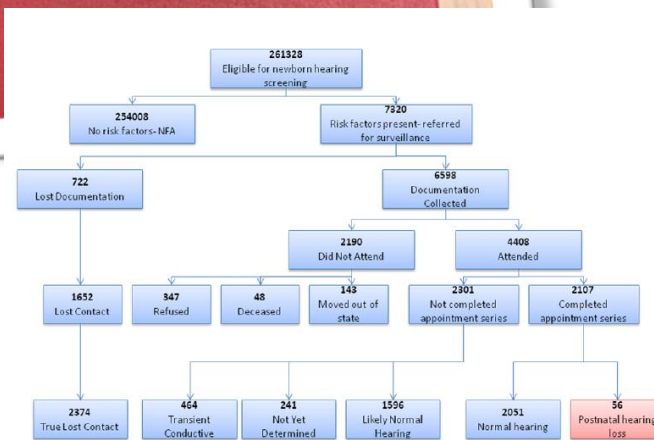 261328
Eligible for newborn hearing
screening
254008
No risk factors- NFA
7320
Risk factors present- referred
for surveillance
722
Lost Documentation
6598
Documentation
Collected
2190
Did Not Attend
4408
Attended
1652
Lost Contact
347
Refused
48
Deceased
143
Moved out of
state
2301
Not completed
appointment series
2107
Completed
appointment series
2374
True Lost Contact
464
Transient
Conductive
241
Not Yet
Determined
1596
Likely Normal
Hearing
2051
Normal hearing
56
Postnatal hearing
loss